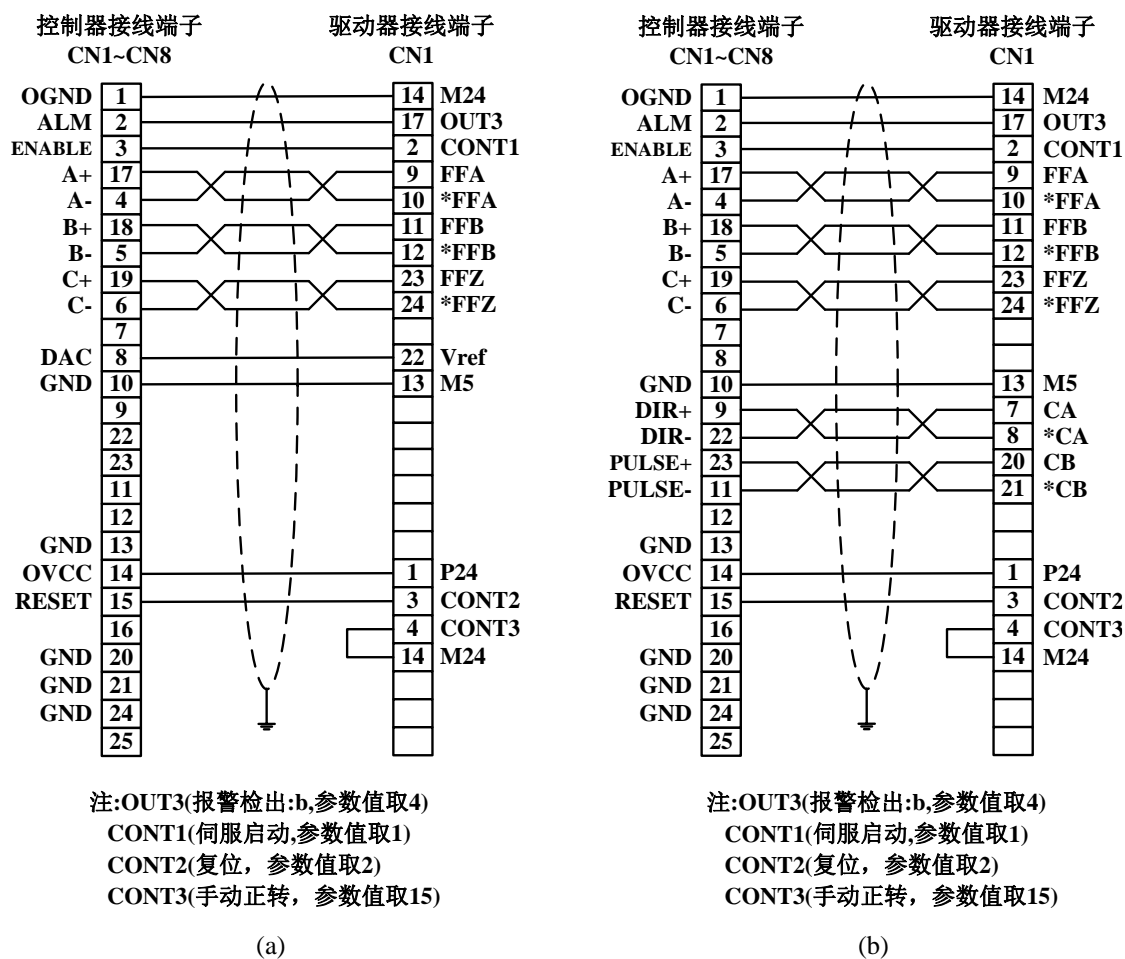 控制器接线端子 驱动器接线端子
CN1~CN8 CN1
OGND 1 14 M24
ALM 2 17 OUT3
ENABLE 3 2 CONT1
A+ 17 9 FFA
A- 4 10 *FFA
B+ 18 11 FFB
B- 5 12 *FFB
C+ 19 23 FFZ
C- 6 24 *FFZ
7
DAC 8 22 Vref
GND 10 13 M5
9
22
23
11
12
GND 13
OVCC 14 1 P24
RESET 15 3 CONT2
16 4 CONT3
GND 20 14 M24
GND 21
GND 24
25
注:OUT3(报警检出:b,参数值取4)
CONT1(伺服启动,参数值取1)
CONT2(复位，参数值取2)
CONT3(手动正转，参数值取15)
(a)
控制器接线端子 驱动器接线端子
CN1~CN8 CN1
OGND 1 14 M24
ALM 2 17 OUT3
ENABLE 3 2 CONT1
A+ 17 9 FFA
A- 4 10 *FFA
B+ 18 11 FFB
B- 5 12 *FFB
C+ 19 23 FFZ
C- 6 24 *FFZ
7
8
GND 10 13 M5
DIR+ 9 7 CA
DIR- 22 8 *CA
PULSE+ 23 20 CB
PULSE- 11 21 *CB
12
GND 13
OVCC 14 1 P24
RESET 15 3 CONT2
16 4 CONT3
GND 20 14 M24
GND 21
GND 24
25
注:OUT3(报警检出:b,参数值取4)
CONT1(伺服启动,参数值取1)
CONT2(复位，参数值取2)
CONT3(手动正转，参数值取15)
(b)